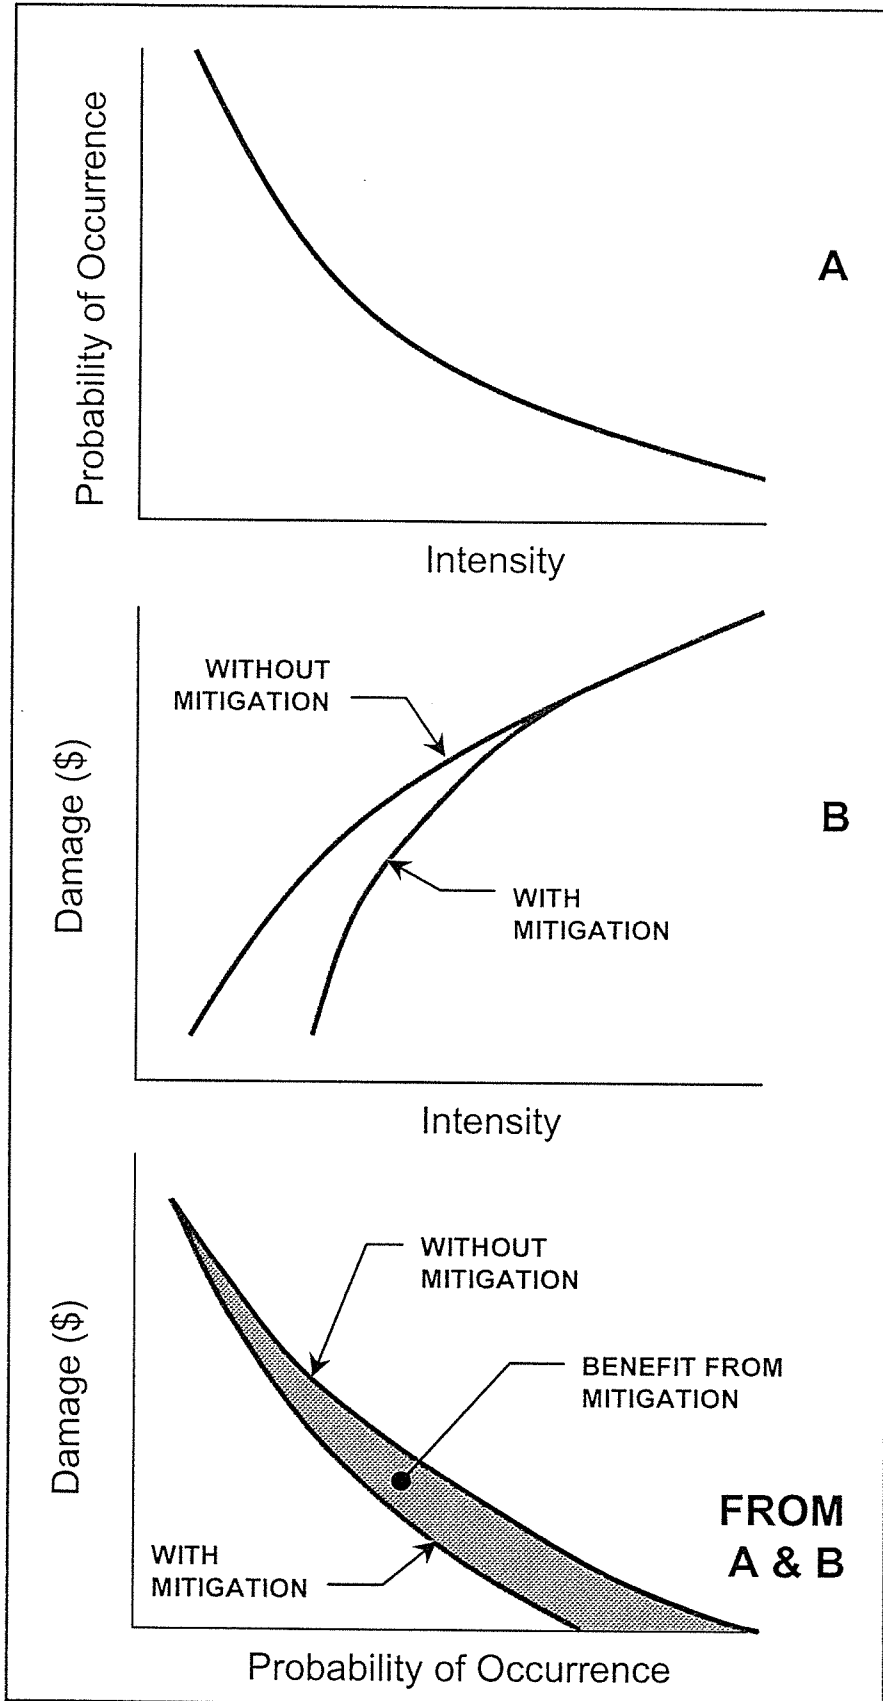 Probability of Occurrence
A
Intensity
WITHOUT
MITIGATION
Damage ($)
B
WITH
MITIGATION
Intensity
WITHOUT
MITIGATION
Damage ($)
BENEFIT FROM
MITIGATION
FROM
A & B
WITH
MITIGATION
Probability of Occurrence